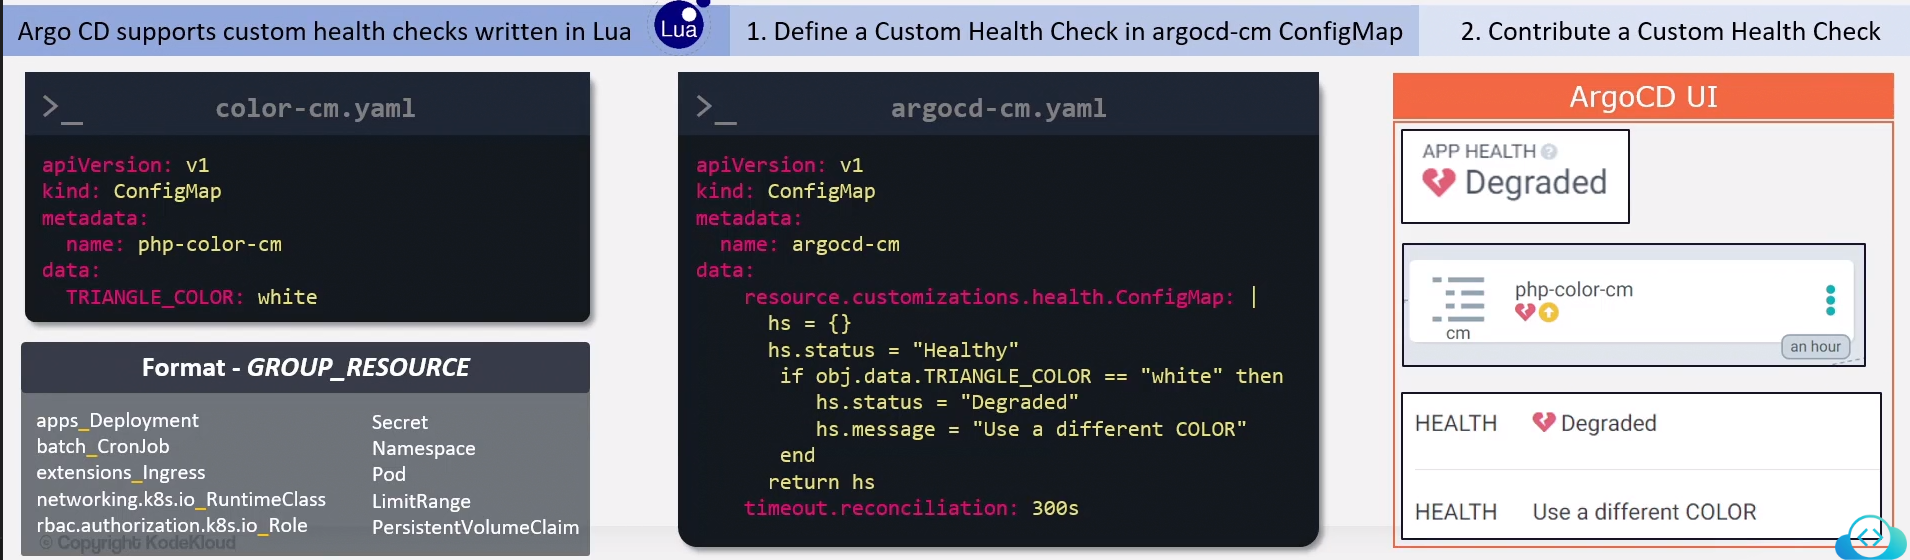 Argo CD supports custom health checks written in Lua
Lua
1. Define a Custom Health Check in argocd-cm ConfigMap
2. Contribute a Custom Health Check
>_ color-cm.yaml
apiVersion: v1
kind: ConfigMap
metadata:
  name: php-color-cm
data:
  TRIANGLE_COLOR: white
Format - GROUP_RESOURCE
apps_Deployment
batch_CronJob
extensions_Ingress
networking.k8s.io_RuntimeClass
rbac.authorization.k8s.io_Role
Secret
Namespace
Pod
LimitRange
PersistentVolumeClaim
© Copyright KodeKloud
>_ argocd-cm.yaml
apiVersion: v1
kind: ConfigMap
metadata:
  name: argocd-cm
data:
    resource.customizations.health.ConfigMap: |
      hs = {}
      hs.status = "Healthy"
       if obj.data.TRIANGLE_COLOR == "white" then
          hs.status = "Degraded"
          hs.message = "Use a different COLOR"
       end
      return hs
    timeout.reconciliation: 300s
ArgoCD UI
APP HEALTH ?
Degraded
php-color-cm
cm
an hour
HEALTH Degraded
HEALTH Use a different COLOR